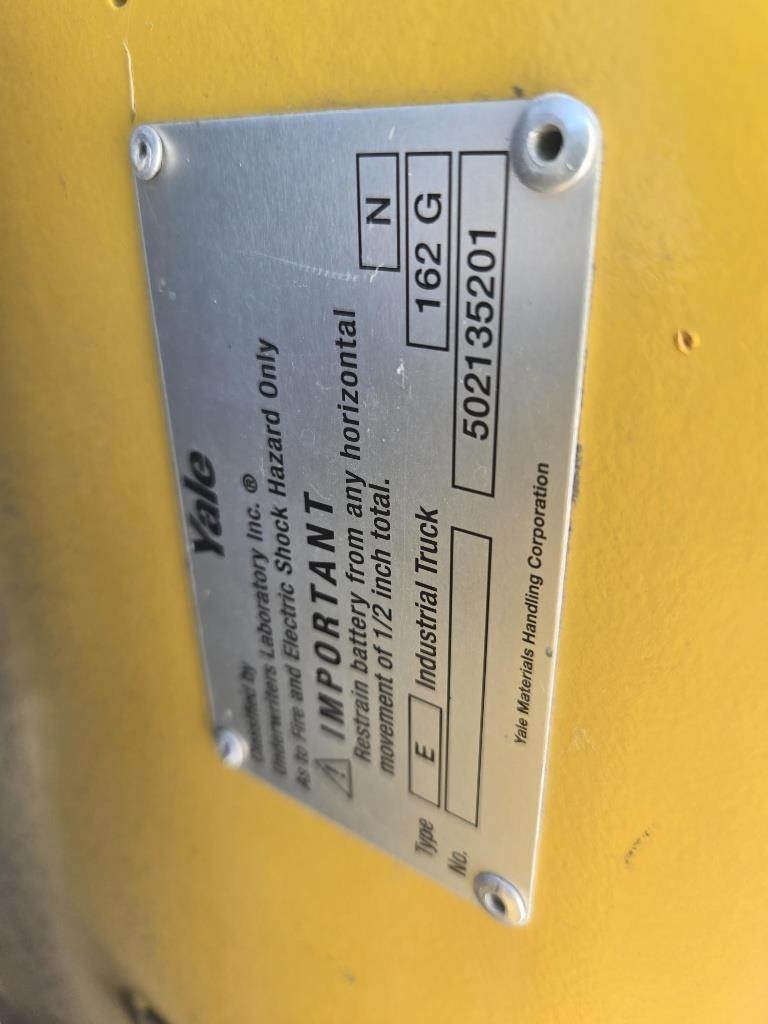 Yale
Classified by
Underwriters Laboratory Inc. ®
As to Fire and Electric Shock Hazard Only
IMPORTANT
Restrain battery from any horizontal
movement of 1/2 inch total.
N
Type E Industrial Truck 162 G
No. 502135201
Yale Materials Handling Corporation